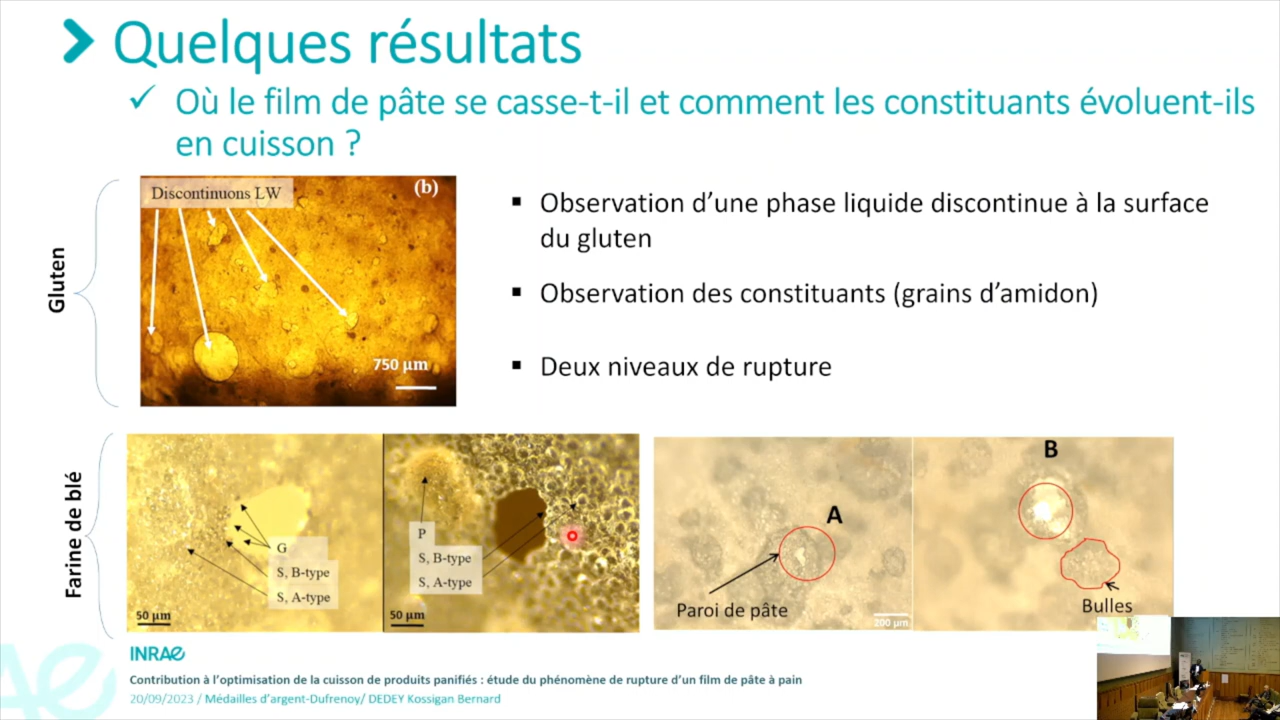 Quelques résultats
Où le film de pâte se casse-t-il et comment les constituants évoluent-ils
en cuisson ?
Gluten
Discontinuons LW
(b)
750 µm
Observation d'une phase liquide discontinue à la surface
du gluten
Observation des constituants (grains d'amidon)
Deux niveaux de rupture
Farine de blé
G
S, B-type
S, A-type
50 µm
P
S, B-type
S, A-type
50 µm
A
Paroi de pâte
200 µm
B
Bulles
INRAE
Contribution à l'optimisation de la cuisson de produits panifiés : étude du phénomène de rupture d'un film de pâte à pain
20/09/2023 / Médailles d'argent-Dufrenoy/ DEDEY Kossigan Bernard